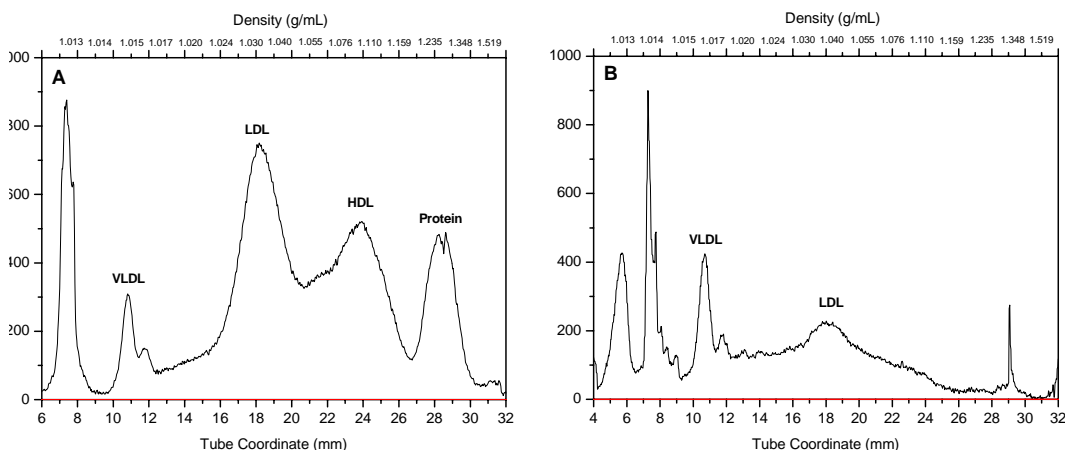 Density (g/mL)
1.013 1.014 1.015 1.017 1.020 1.024 1.030 1.040 1.055 1.076 1.110 1.159 1.235 1.348 1.519
A
LDL
HDL
Protein
VLDL
800
600
400
200
0
6 8 10 12 14 16 18 20 22 24 26 28 30 32
Tube Coordinate (mm)
Density (g/mL)
1.013 1.014 1.015 1.017 1.020 1.024 1.030 1.040 1.055 1.076 1.110 1.159 1.235 1.348 1.519
1000
B
800
600
VLDL
400
LDL
200
0
4 6 8 10 12 14 16 18 20 22 24 26 28 30 32
Tube Coordinate (mm)